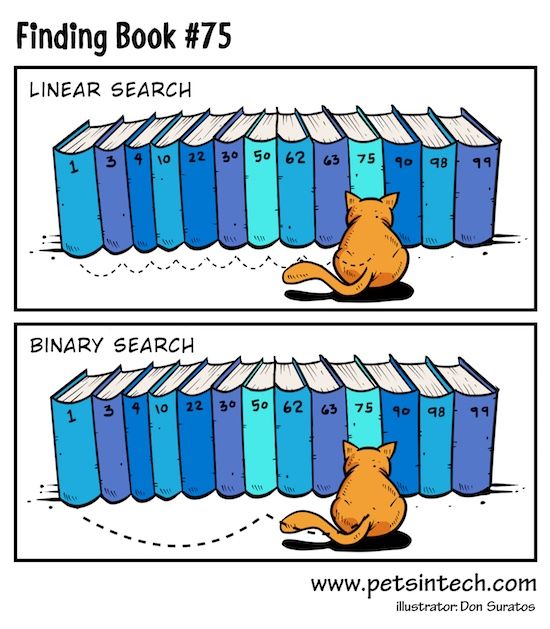 Finding Book #75
LINEAR SEARCH
1 3 4 10 22 30 50 62 63 75 90 98 99
BINARY SEARCH
1 3 4 10 22 30 50 62 63 75 90 98 99
www.petsintech.com
illustrator: Don Suratos